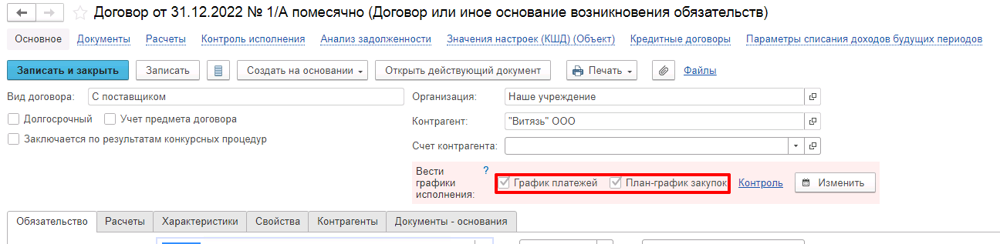 Договор от 31.12.2022 № 1/А помесячно (Договор или иное основание возникновения обязательств)
Основное Документы Расчеты Контроль исполнения Анализ задолженности Значения настроек (КШД) (Объект) Кредитные договоры Параметры списания доходов будущих периодов
Записать и закрыть Записать Создать на основании Открыть действующий документ Печать Файлы
Вид договора: С поставщиком Организация: Наше учреждение
Долгосрочный Учет предмета договора Контрагент: "Витязь" ООО
Заключается по результатам конкурсных процедур Счет контрагента:
Вести ?
графики График платежей План-график закупок Контроль Изменить
исполнения:
Обязательство Расчеты Характеристики Свойства Контрагенты Документы - основания